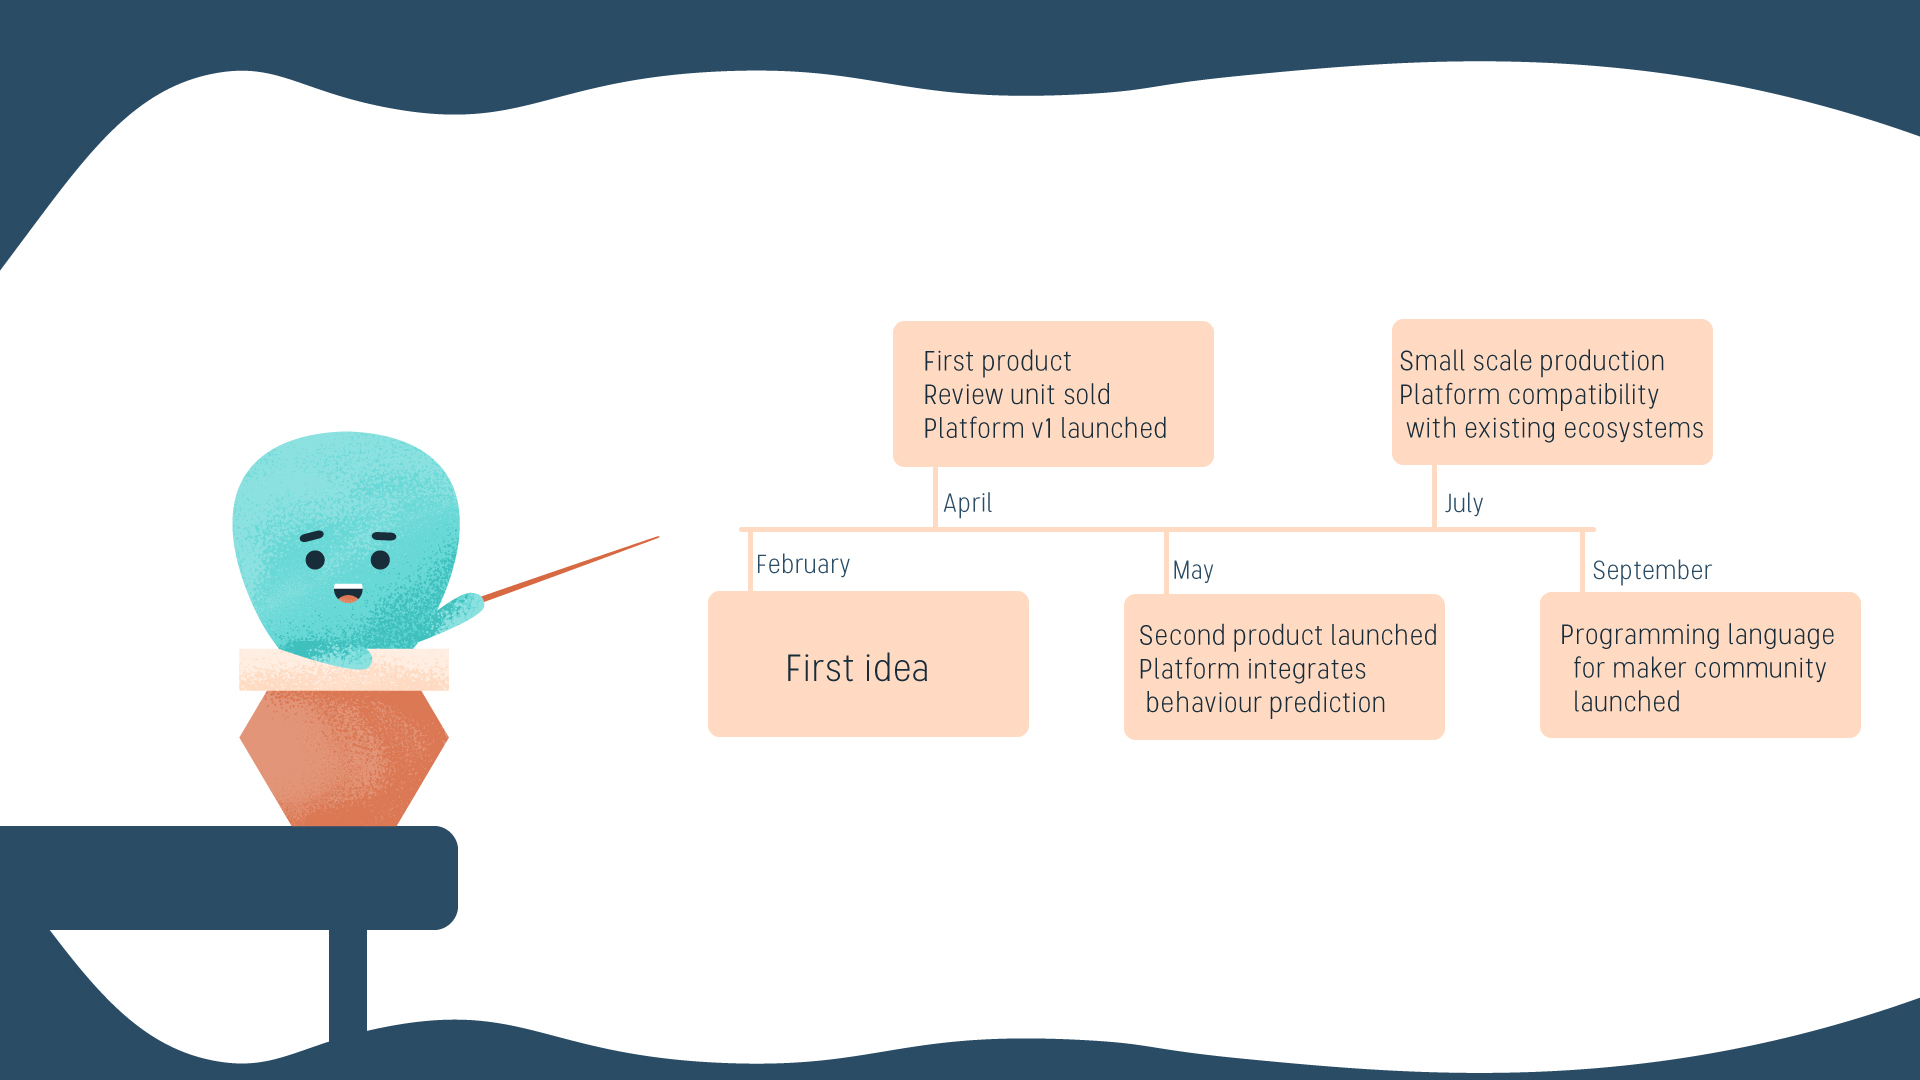 First product
Review unit sold
Platform v1 launched
Small scale production
Platform compatibility
with existing ecosystems
April
July
February
May
September
First idea
Second product launched
Platform integrates
behaviour prediction
Programming language
for maker community
launched